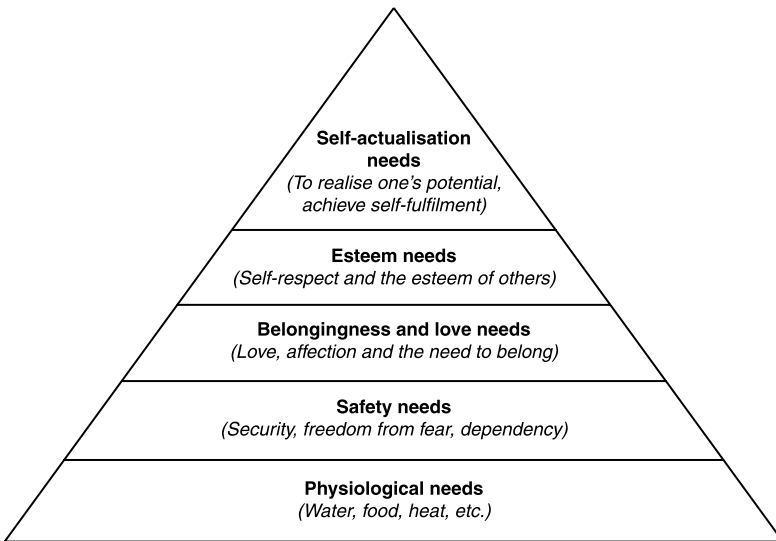 Self-actualisation
needs
(To realise one's potential,
achieve self-fulfilment)
Esteem needs
(Self-respect and the esteem of others)
Belongingness and love needs
(Love, affection and the need to belong)
Safety needs
(Security, freedom from fear, dependency)
Physiological needs
(Water, food, heat, etc.)